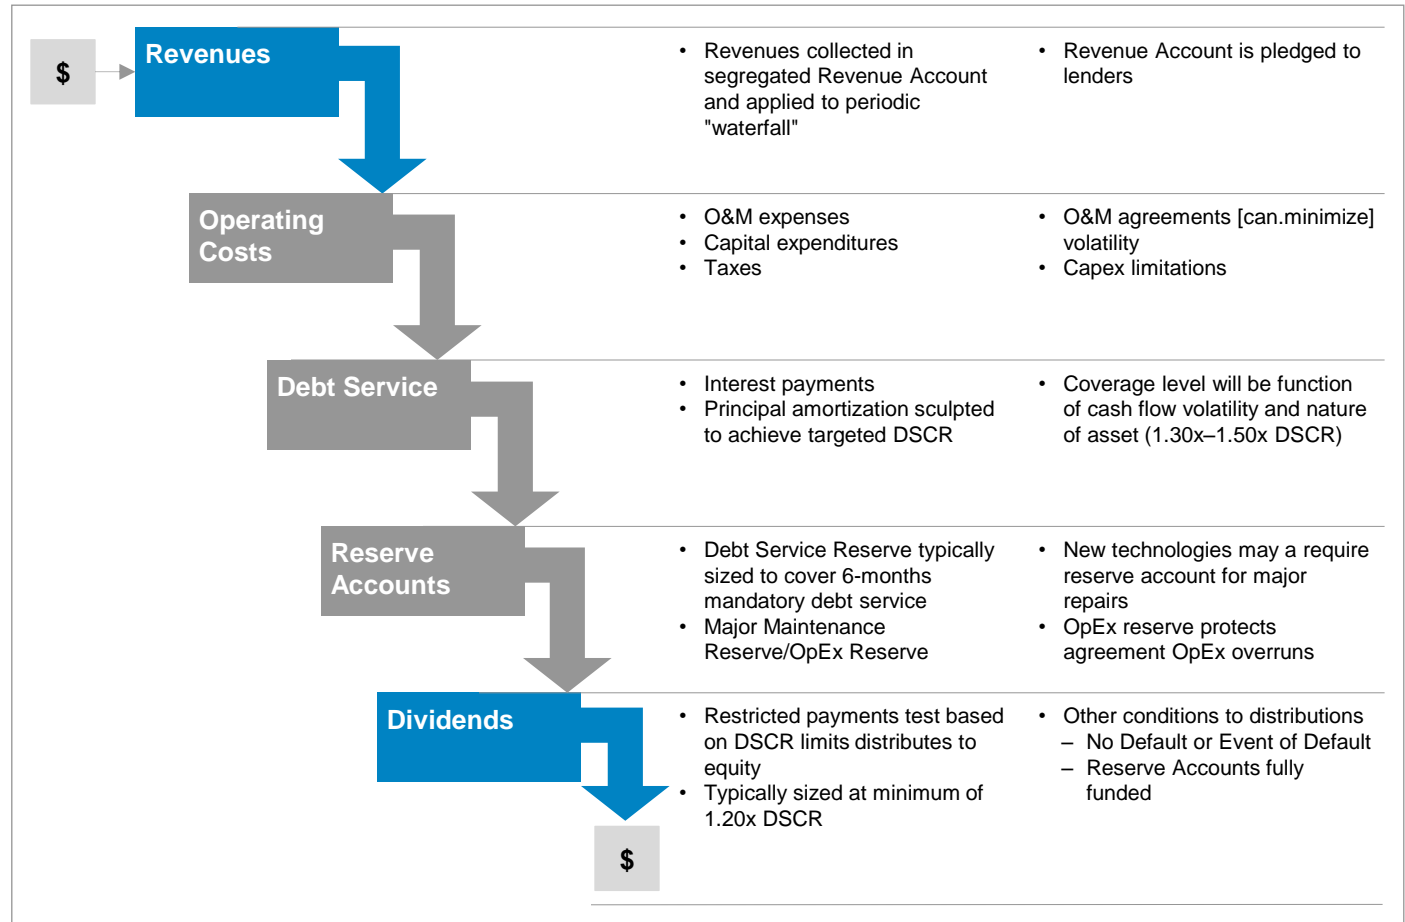 $
Revenues
• Revenues collected in
segregated Revenue Account
and applied to periodic
"waterfall"
• Revenue Account is pledged to
lenders
Operating
Costs
• O&M expenses
• Capital expenditures
• Taxes
• O&M agreements [can.minimize]
volatility
• Capex limitations
Debt Service
• Interest payments
• Principal amortization sculpted
to achieve targeted DSCR
• Coverage level will be function
of cash flow volatility and nature
of asset (1.30x–1.50x DSCR)
Reserve
Accounts
• Debt Service Reserve typically
sized to cover 6-months
mandatory debt service
• Major Maintenance
Reserve/OpEx Reserve
• New technologies may a require
reserve account for major
repairs
• OpEx reserve protects
agreement OpEx overruns
Dividends
• Restricted payments test based
on DSCR limits distributes to
equity
• Typically sized at minimum of
1.20x DSCR
• Other conditions to distributions
– No Default or Event of Default
– Reserve Accounts fully
funded
$